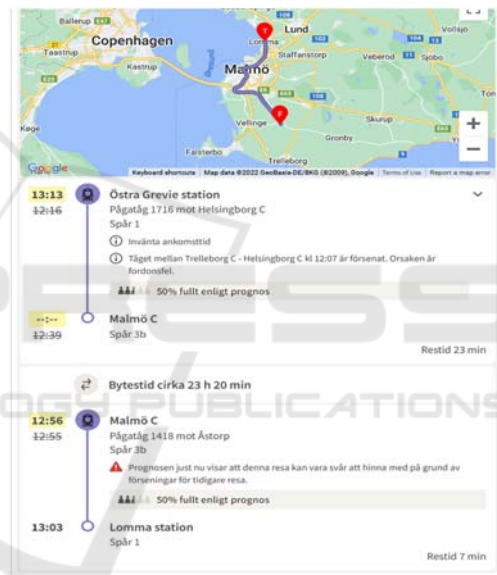 Ballerup
Copenhagen
Taastrup
Kastrup
Lund
Lomma
Staffanstorp
Malmö
Veberöd
Sjöbo
Vollsjö
Køge
Vellinge
Skurup
Falsterbo
Grönby
Trelleborg
T
F
+
−
Google
Keyboard shortcuts
Map data ©2022 GeoBasis-DE/BKG (©2009), Google
Terms of Use
Report a map error
13:13 Östra Grevie station
12:16 Pågatåg 1716 mot Helsingborg C
Spår 1
Invänta ankomsttid
Tåget mellan Trelleborg C - Helsingborg C kl 12:07 är försenat. Orsaken är
fordonsfel.
50% fullt enligt prognos
--:-- Malmö C
12:39 Spår 3b
Restid 23 min
Bytestid cirka 23 h 20 min
12:56 Malmö C
12:55 Pågatåg 1418 mot Åstorp
Spår 3b
Prognosen just nu visar att denna resa kan vara svår att hinna med på grund av
förseningar för tidigare resa.
50% fullt enligt prognos
13:03 Lomma station
Spår 1
Restid 7 min